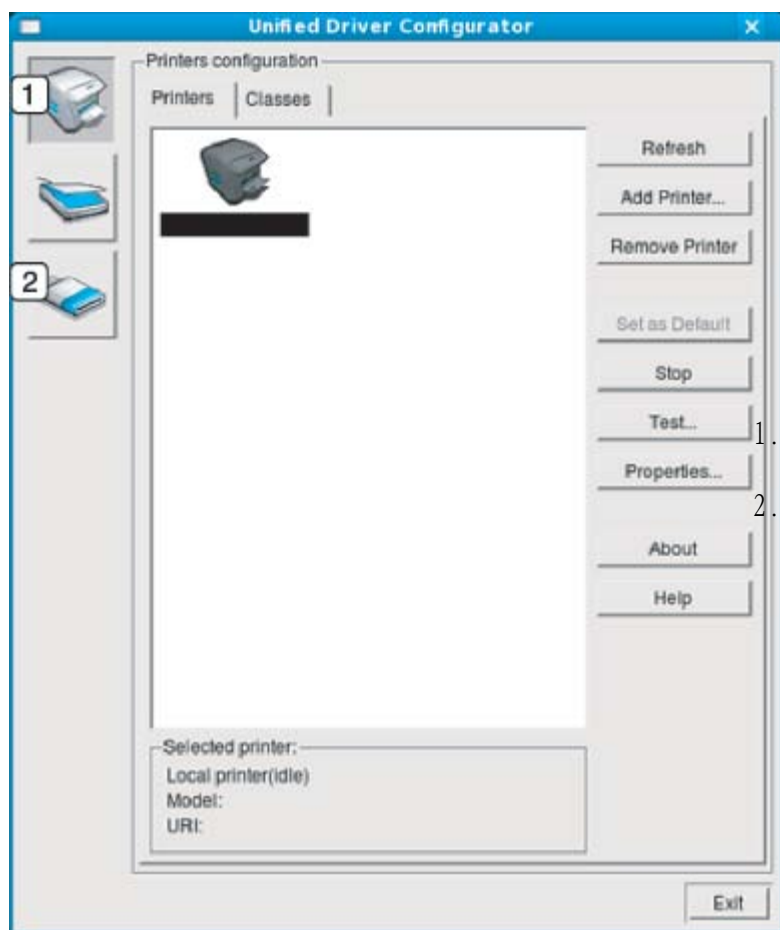 Unified Driver Configurator
X
1
2
Printers configuration
Printers
Classes
Refresh
Add Printer...
Remove Printer
Set as Default
Stop
Test...
Properties...
About
Help
1.
2.
Selected printer:
Local printer(idle)
Model:
URI:
Exit